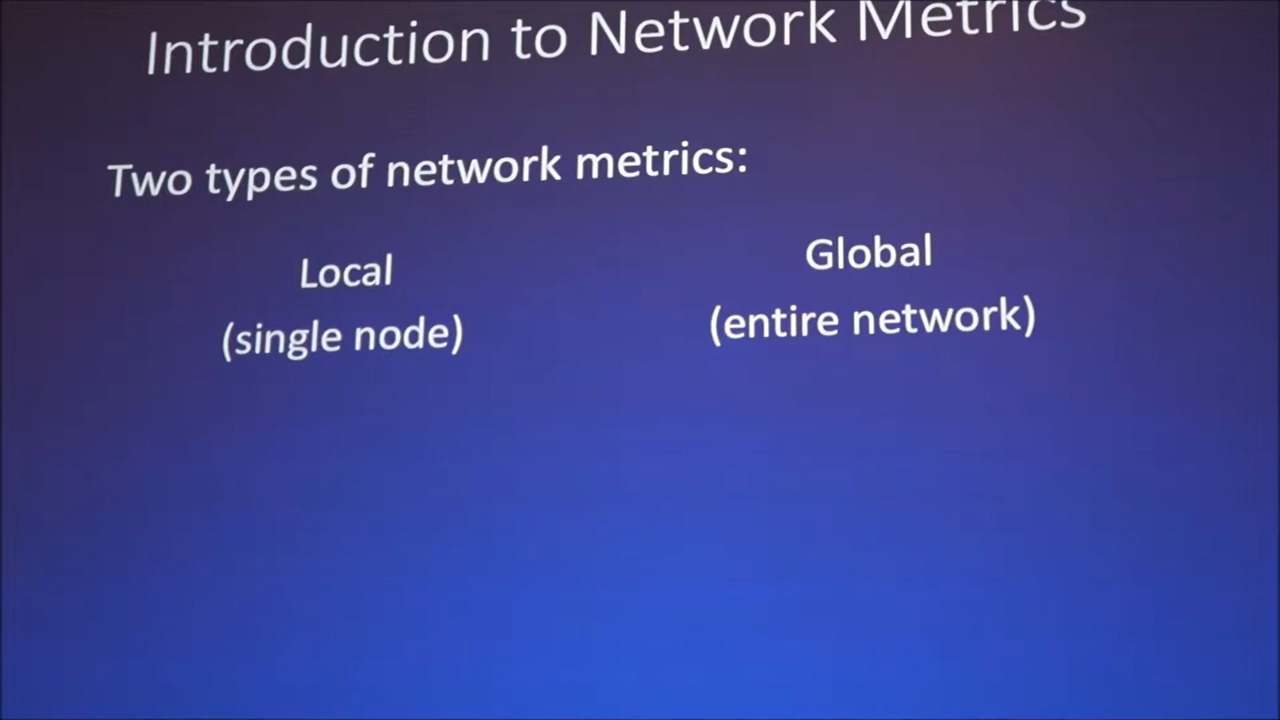 Introduction to Network Metrics
Two types of network metrics:
Local
(single node)
Global
(entire network)